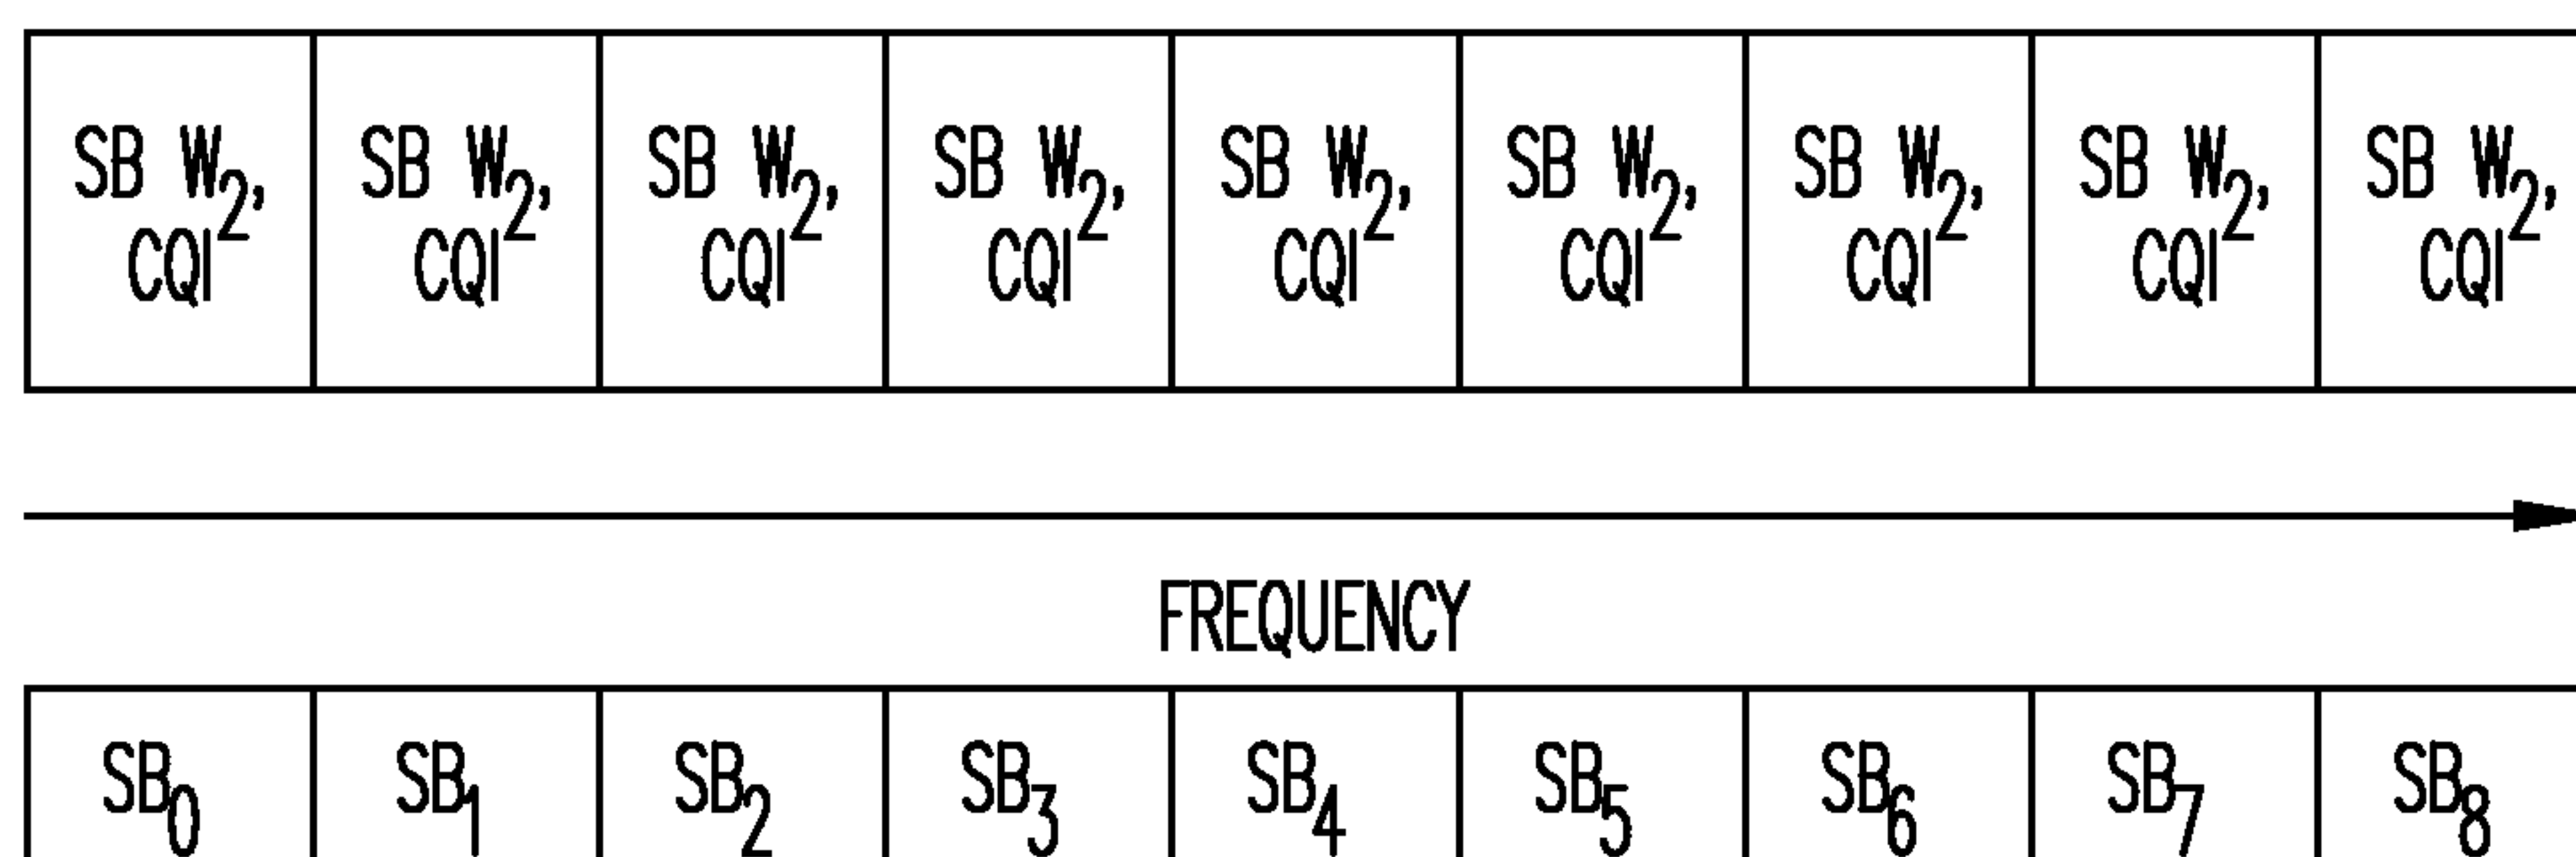 SB W₂, SB W₂, SB W₂, SB W₂, SB W₂, SB W₂, SB W₂, SB W₂, SB W₂,
CQI CQI CQI CQI CQI CQI CQI CQI CQI
FREQUENCY
SB₀ SB₁ SB₂ SB₃ SB₄ SB₅ SB₆ SB₇ SB₈